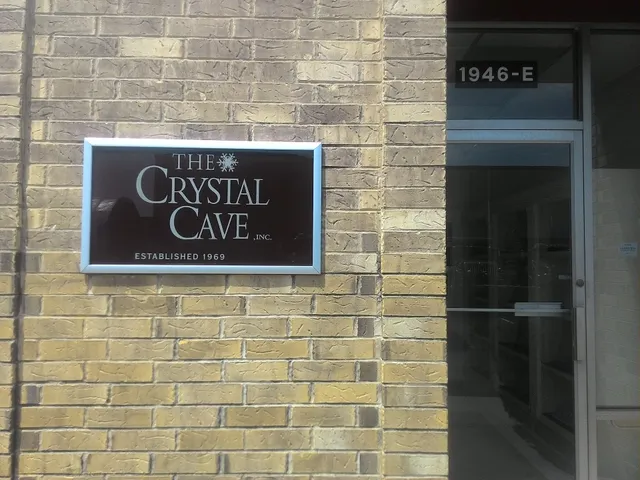 THE
CRYSTAL
CAVE, INC.
ESTABLISHED 1969
1946-E